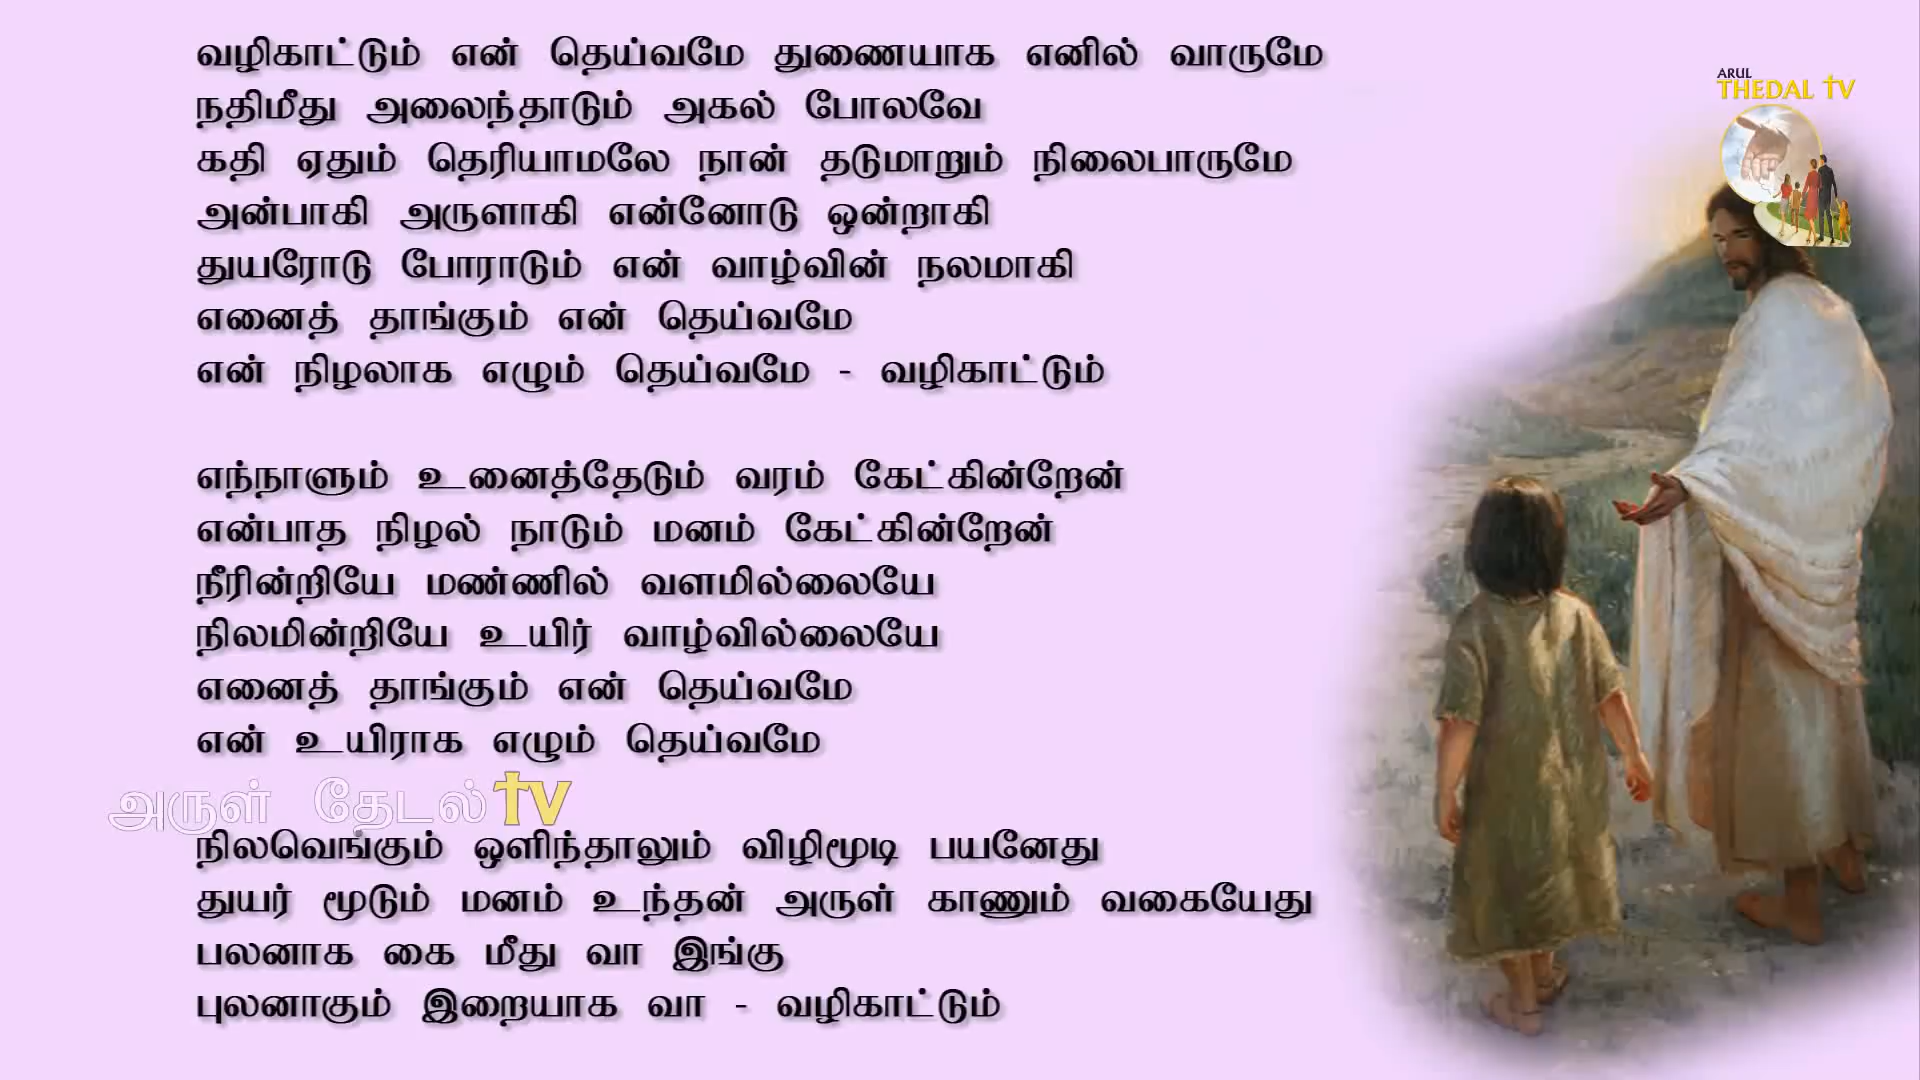 வழிகாட்டும் என் தெய்வமே துணையாக எனில் வாருமே
நதிமீது அலைந்தாடும் அகல் போலவே
கதி ஏதும் தெரியாமலே நான் தடுமாறும் நிலைபாருமே
அன்பாகி அருளாகி என்னோடு ஒன்றாகி
துயரோடு போராடும் என் வாழ்வின் நலமாகி
எனைத் தாங்கும் என் தெய்வமே
என் நிழலாக எழும் தெய்வமே - வழிகாட்டும்
எந்நாளும் உனைத்தேடும் வரம் கேட்கின்றேன்
என்பாத நிழல் நாடும் மனம் கேட்கின்றேன்
நீரின்றியே மண்ணில் வளமில்லையே
நிலமின்றியே உயிர் வாழ்வில்லையே
எனைத் தாங்கும் என் தெய்வமே
என் உயிராக எழும் தெய்வமே
நிலவெங்கும் ஒளிந்தாலும் விழிமூடி பயனேது
துயர் மூடும் மனம் உந்தன் அருள் காணும் வகையேது
பலனாக கை மீது வா இங்கு
புலனாகும் இறையாக வா - வழிகாட்டும்
அருள் தேடல் TV
ARUL
THEDAL TV